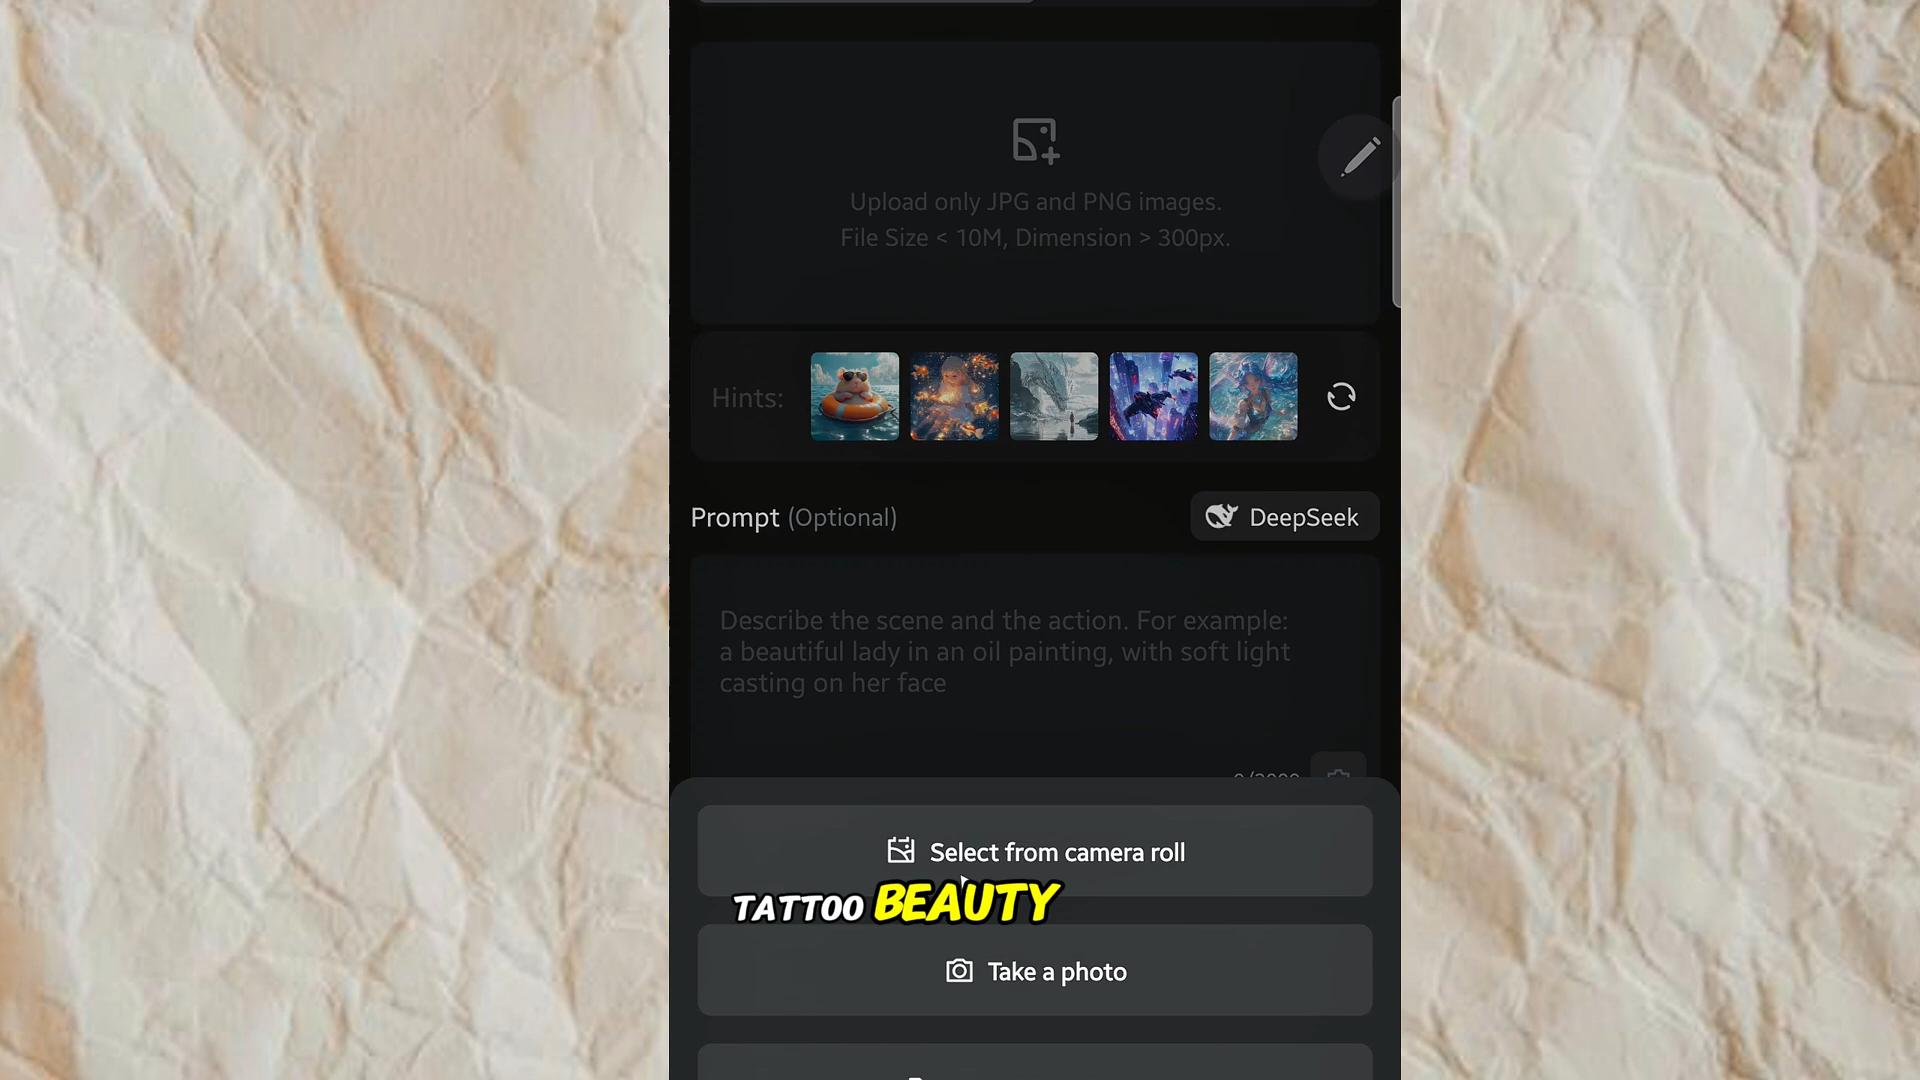 Upload only JPG and PNG images.
File Size < 10M, Dimension > 300px.
Hints:
Prompt (Optional)
DeepSeek
Describe the scene and the action. For example:
a beautiful lady in an oil painting, with soft light
casting on her face
Select from camera roll
TATTOO BEAUTY
Take a photo